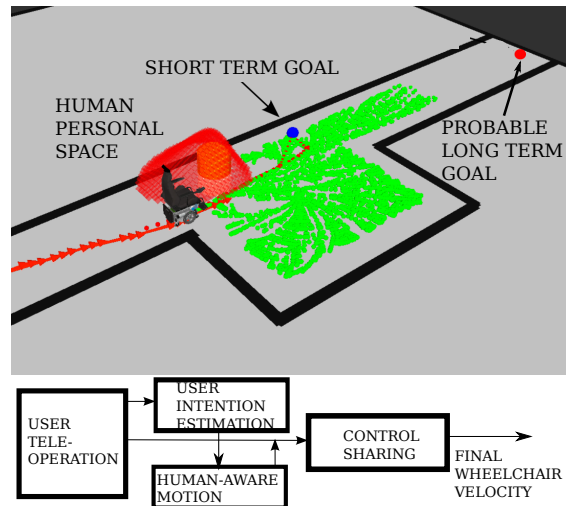 SHORT TERM GOAL
HUMAN
PERSONAL
SPACE
PROBABLE
LONG TERM
GOAL
USER
TELE-
OPERATION
USER
INTENTION
ESTIMATION
HUMAN-AWARE
MOTION
CONTROL
SHARING
FINAL
WHEELCHAIR
VELOCITY